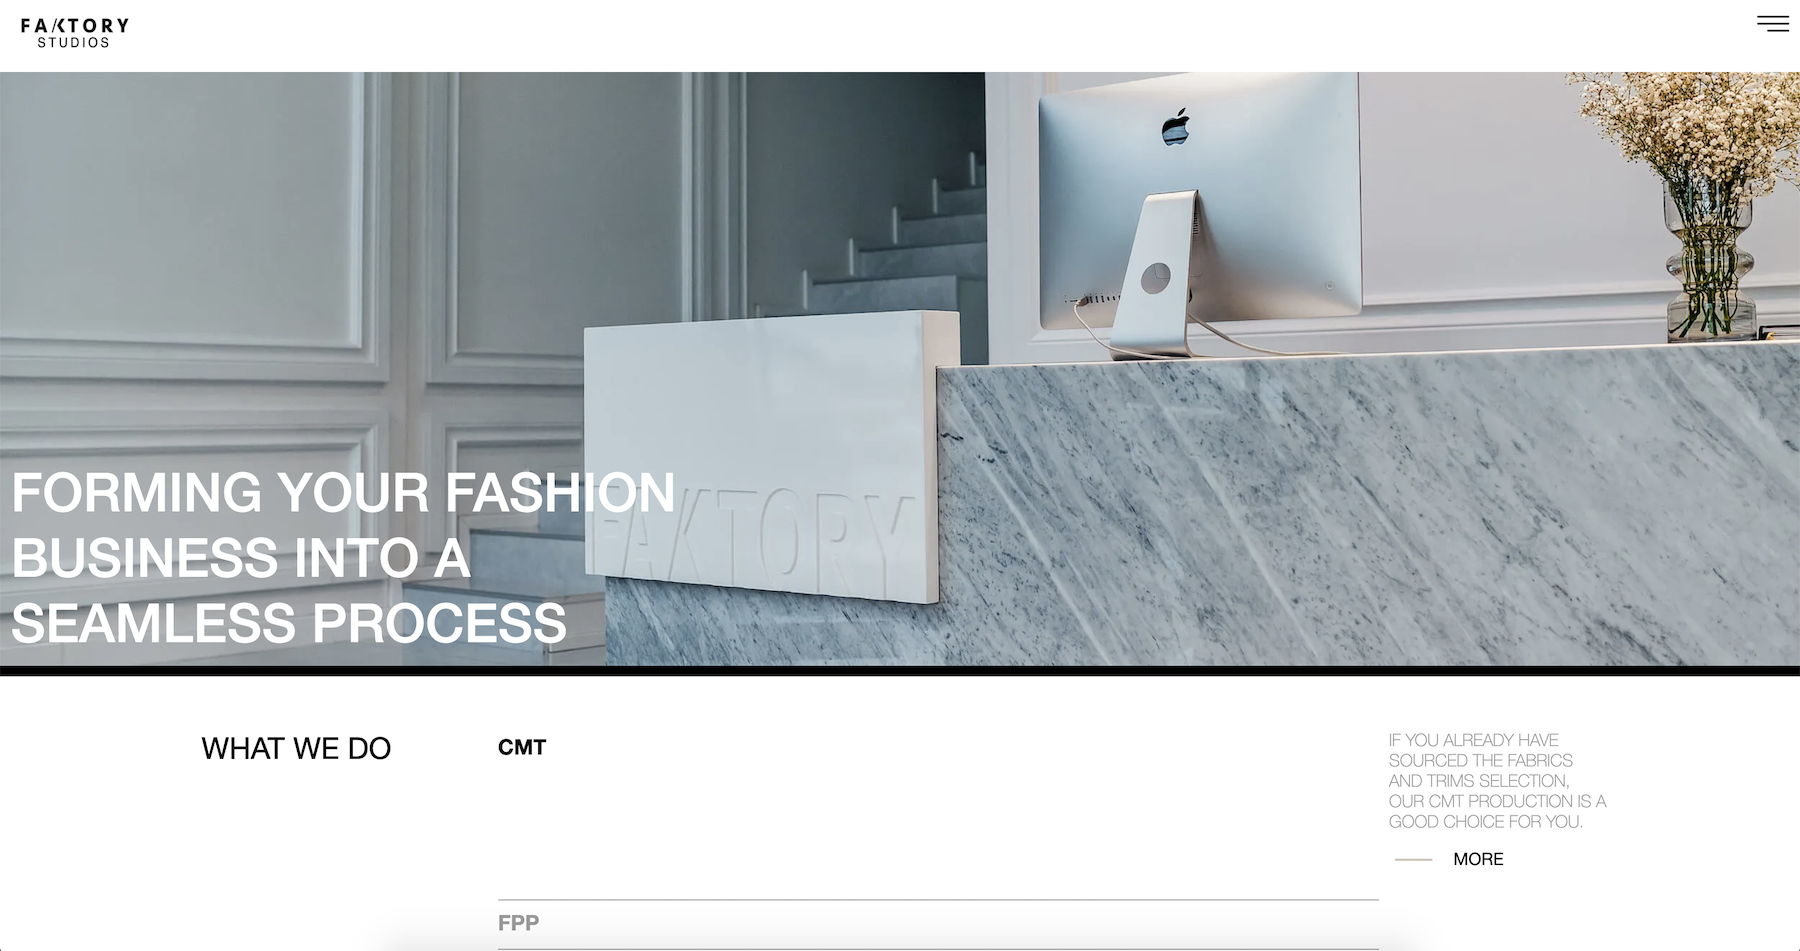 FAKTORY
STUDIOS
FORMING YOUR FASHION
BUSINESS INTO A
SEAMLESS PROCESS
FAKTORY
WHAT WE DO
CMT
IF YOU ALREADY HAVE
SOURCED THE FABRICS
AND TRIMS SELECTION,
OUR CMT PRODUCTION IS A
GOOD CHOICE FOR YOU.
MORE
FPP